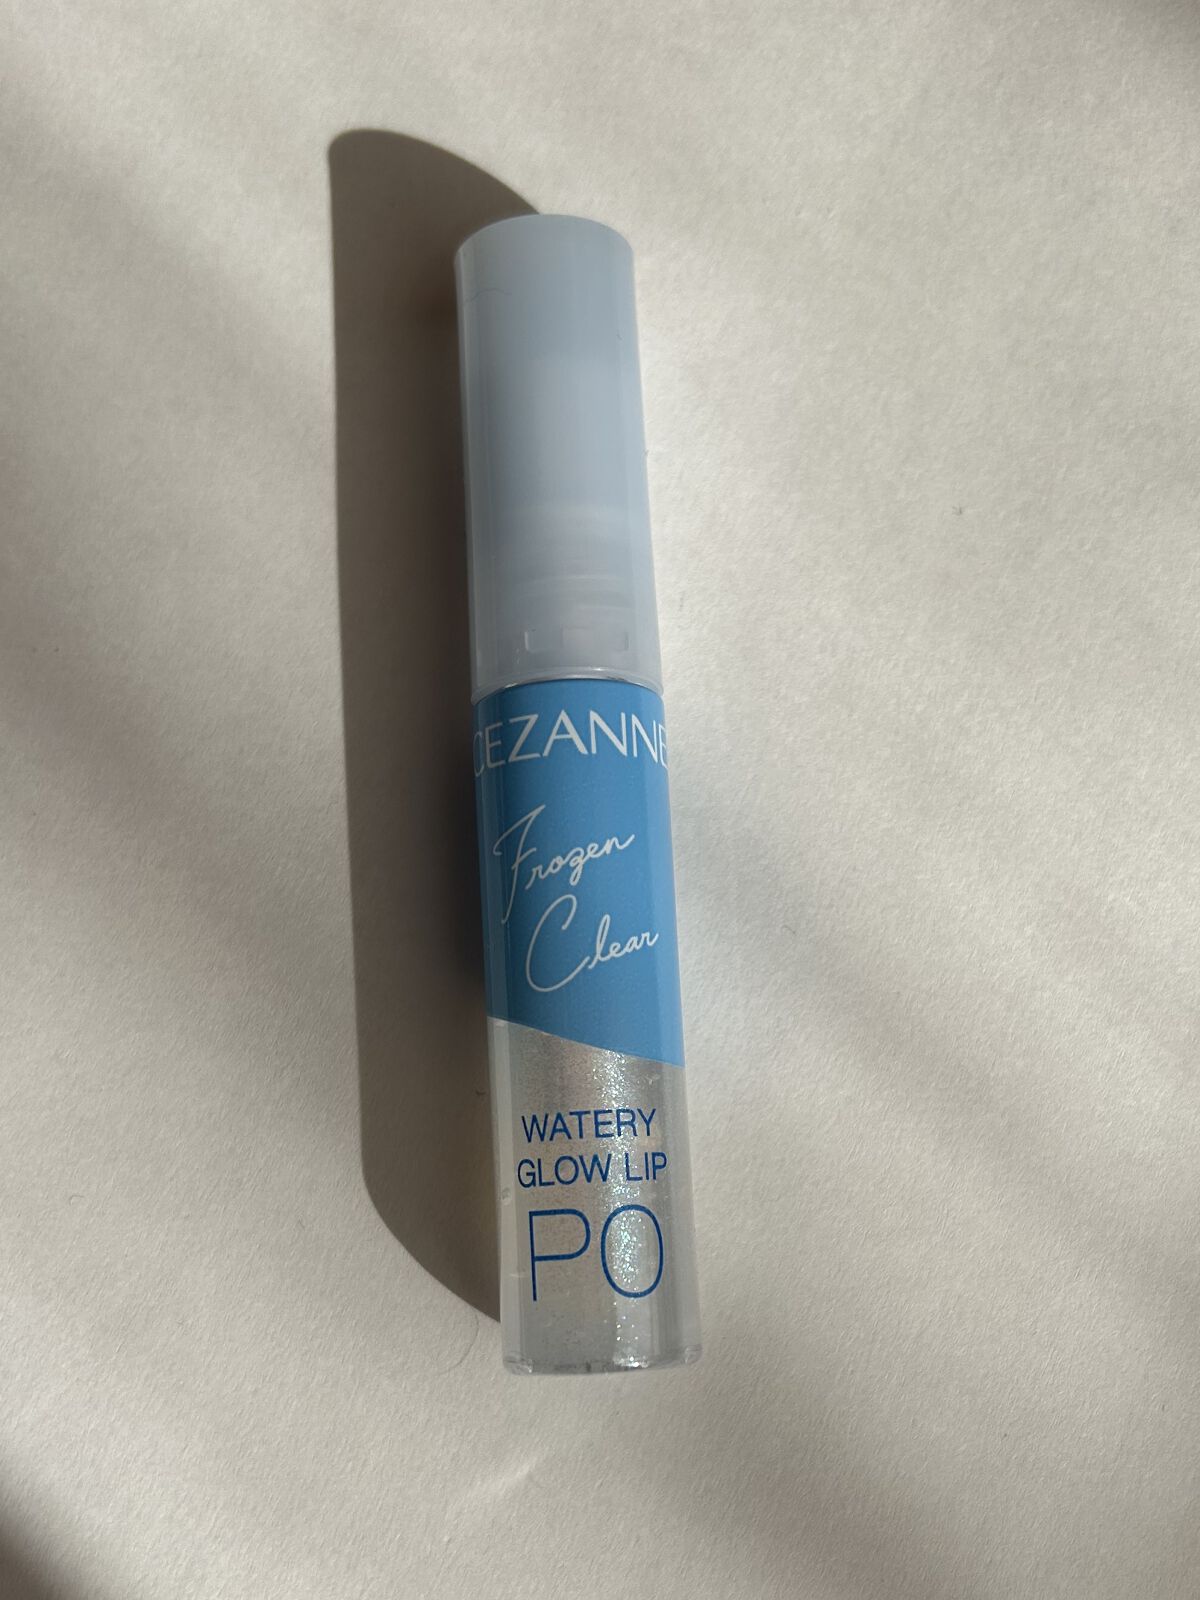 CEZANNE
Frozen
Clear
WATERY
GLOW LIP
P0